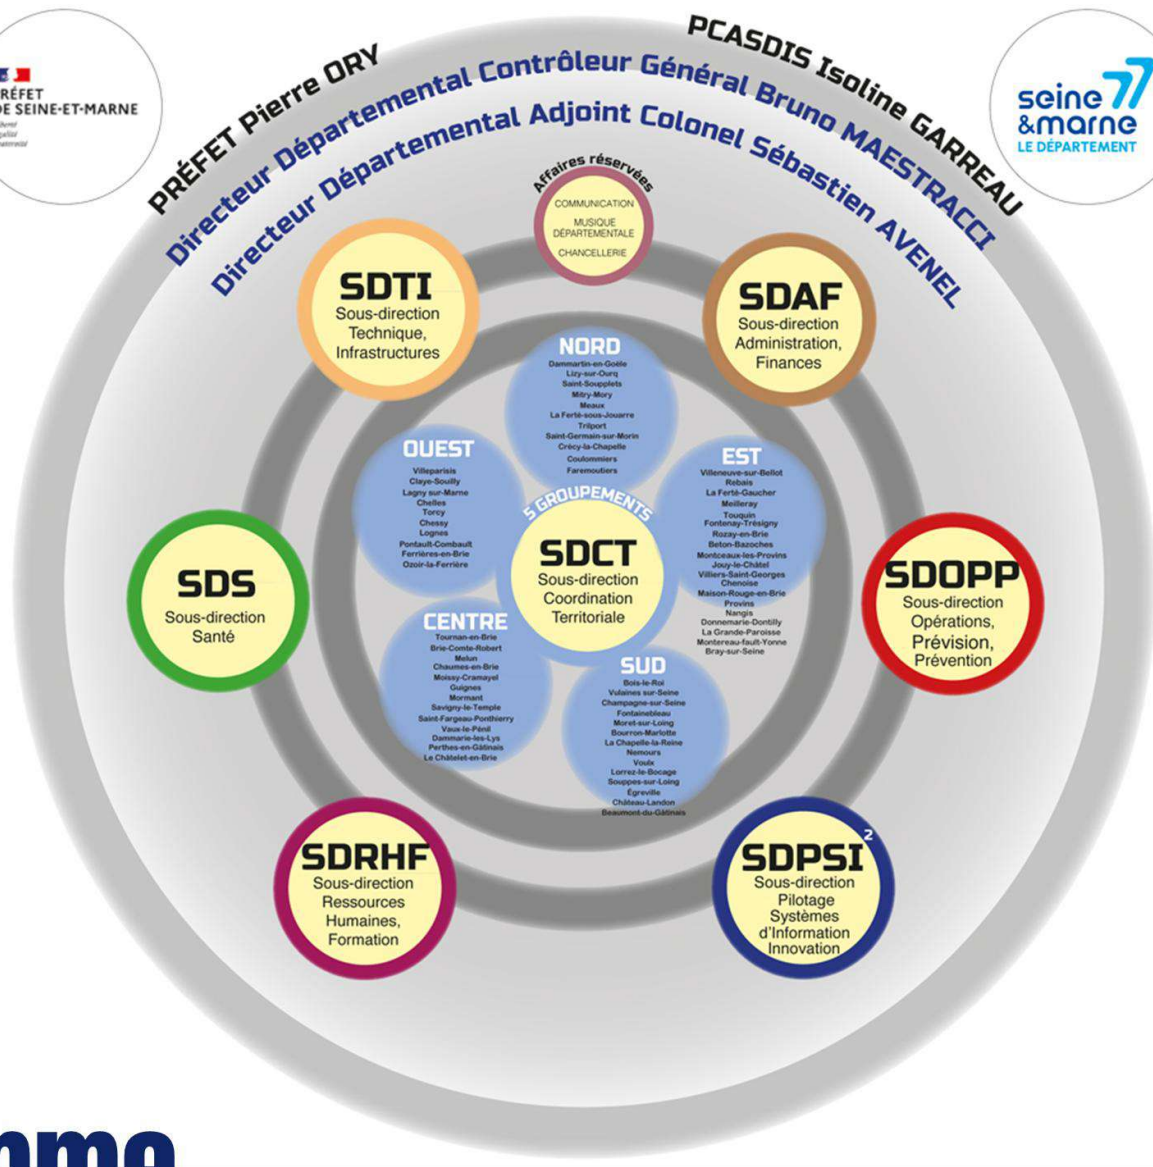 PRÉFET Pierre ORY
PCASDIS Isoline GARREAU
Directeur Départemental Contrôleur Général Bruno MAESTRACCI
Directeur Départemental Adjoint Colonel Sébastien AVENEL
RÉFET
DE SEINE-ET-MARNE
seine 77
&marne
LE DÉPARTEMENT
Affaires réservées
COMMUNICATION
MUSIQUE
DÉPARTEMENTALE
CHANCELLERIE
SDTI
Sous-direction
Technique,
Infrastructures
SDAF
Sous-direction
Administration,
Finances
NORD
Dammartin-en-Goële
Lizy-sur-Ourq
Saint-Soupplets
Mitry-Mory
Meaux
La Ferté-sous-Jouarre
Trilport
Saint-Germain-sur-Morin
Crécy-la-Chapelle
Coulommiers
Faremoutiers
OUEST
Villeparisis
Claye-Souilly
Lagny sur-Marne
Chelles
Torcy
Chessy
Lognes
Pontault-Combault
Ferrières-en-Brie
Ozoir-la-Ferrière
EST
Villeneuve-sur-Bellot
Rebais
La Ferté-Gaucher
Meilleray
Touquin
Fontenay-Trésigny
Rozay-en-Brie
Beton-Bazoches
Montceaux-les-Provins
Jouy-le-Châtel
Villiers-Saint-Georges
Chenoise
Maison-Rouge-en-Brie
Provins
Nangis
Donnemarie-Dontilly
La Grande-Paroisse
Montereau-fault-Yonne
Bray-sur-Seine
5 GROUPEMENTS
SDCT
Sous-direction
Coordination
Territoriale
SDS
Sous-direction
Santé
SDOPP
Sous-direction
Opérations,
Prévision,
Prévention
CENTRE
Tournan-en-Brie
Brie-Comte-Robert
Melun
Chaumes-en-Brie
Moissy-Cramayel
Guignes
Mormant
Savigny-le-Temple
Saint-Fargeau-Ponthierry
Vaux-le-Pénil
Dammarie-les-Lys
Perthes-en-Gâtinais
Le Châtelet-en-Brie
SUD
Bois-le-Roi
Vulaines sur-Seine
Champagne-sur-Seine
Fontainebleau
Moret-sur-Loing
Bourron-Marlotte
La Chapelle-la-Reine
Nemours
Voulx
Lorrez-le-Bocage
Souppes-sur-Loing
Égreville
Château-Landon
Beaumont-du-Gâtinais
SDRHF
Sous-direction
Ressources
Humaines,
Formation
SDPSI²
Sous-direction
Pilotage
Systèmes
d'Information
Innovation